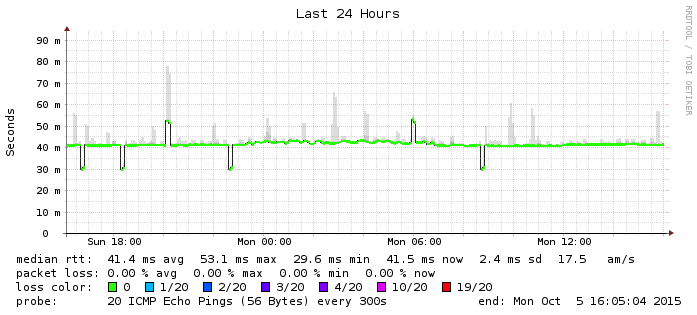 Last 24 Hours
RRDTOOL / TOBI OETIKER
Seconds
90 m
80 m
70 m
60 m
50 m
40 m
30 m
20 m
10 m
0
Sun 18:00 Mon 00:00 Mon 06:00 Mon 12:00
median rtt: 41.4 ms avg 53.1 ms max 29.6 ms min 41.5 ms now 2.4 ms sd 17.5 am/s
packet loss: 0.00 % avg 0.00 % max 0.00 % min 0.00 % now
loss color: 0 1/20 2/20 3/20 4/20 10/20 19/20
probe: 20 ICMP Echo Pings (56 Bytes) every 300s end: Mon Oct 5 16:05:04 2015